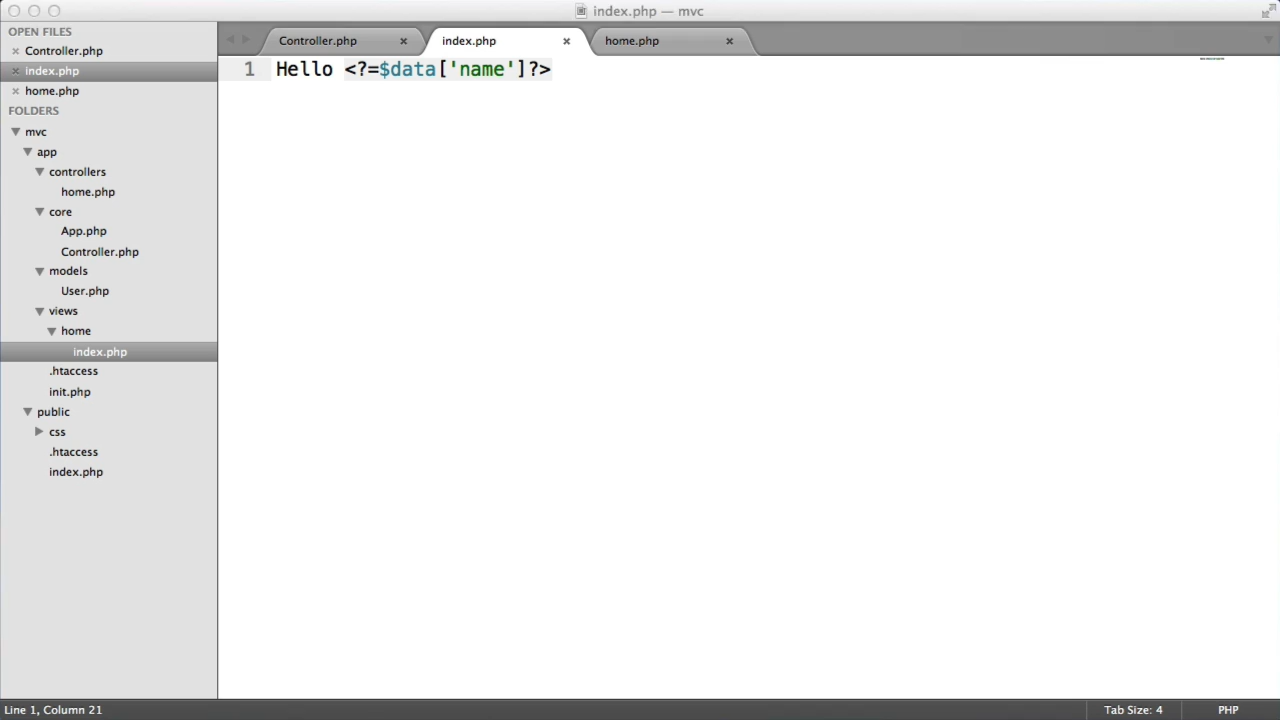 index.php — mvc
OPEN FILES
Controller.php
index.php
home.php
FOLDERS
mvc
app
controllers
home.php
core
App.php
Controller.php
models
User.php
views
home
index.php
.htaccess
init.php
public
css
.htaccess
index.php
Controller.php
index.php
home.php
1 Hello <?=$data['name']?>
Line 1, Column 21
Tab Size: 4
PHP